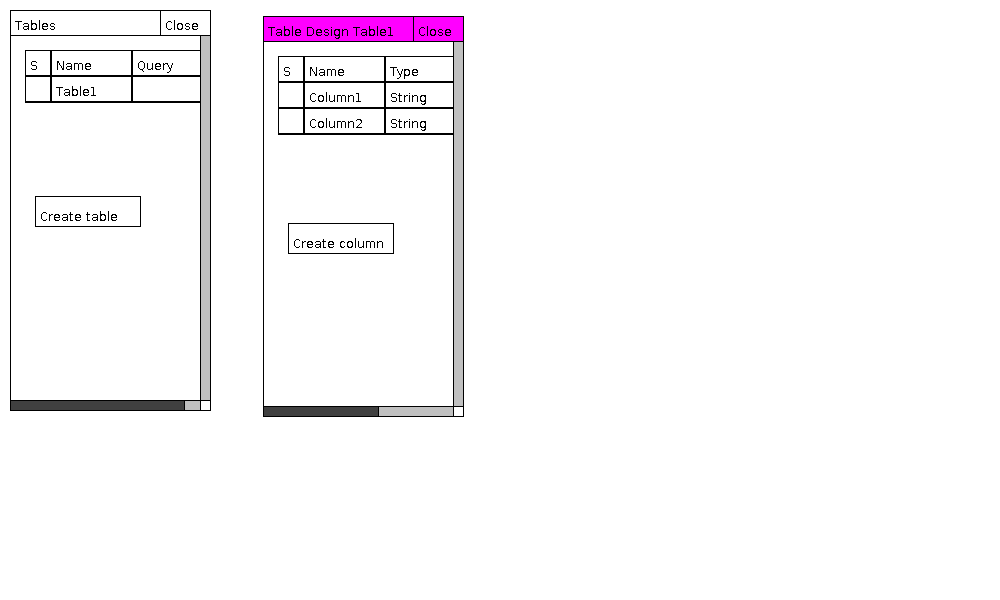 Tables Close
S Name Query
Table1
Create table
Table Design Table1 Close
S Name Type
Column1 String
Column2 String
Create column